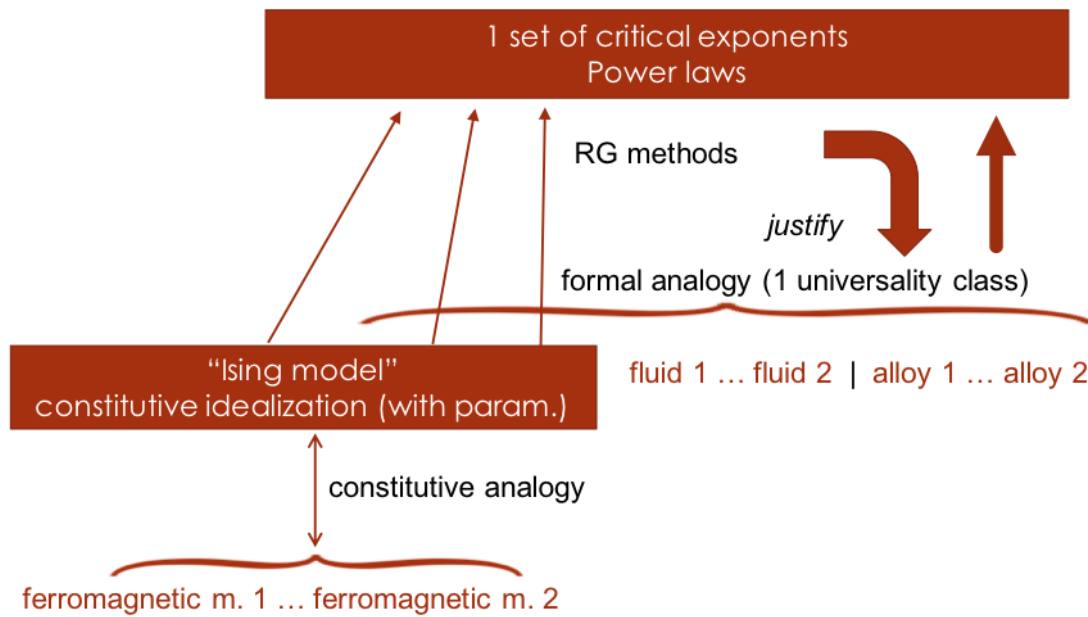 1 set of critical exponents
Power laws
RG methods
justify
formal analogy (1 universality class)
"Ising model"
constitutive idealization (with param.)
fluid 1 … fluid 2 | alloy 1 … alloy 2
constitutive analogy
ferromagnetic m. 1 … ferromagnetic m. 2